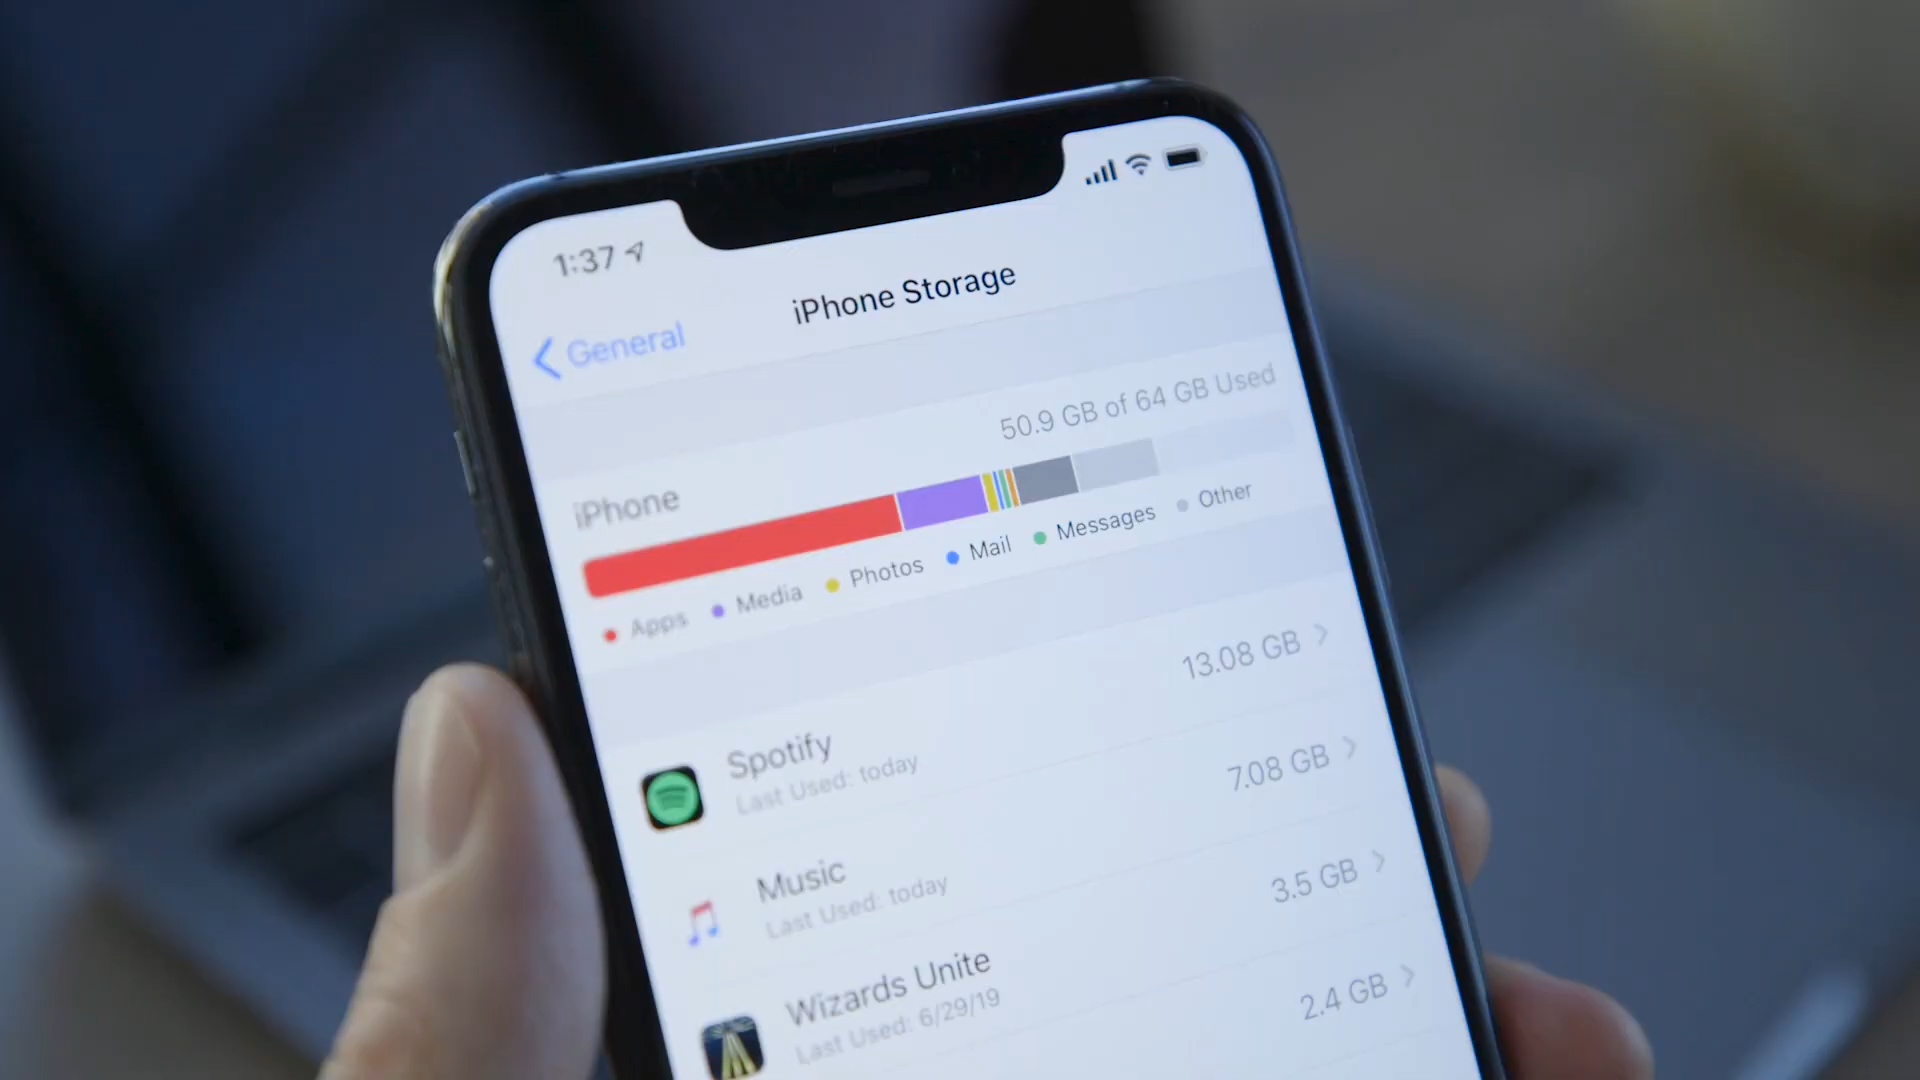 1:37
General
iPhone Storage
iPhone
50.9 GB of 64 GB Used
Apps Media Photos Mail Messages Other
Spotify
Last Used: today
13.08 GB
Music
Last Used: today
7.08 GB
Wizards Unite
Last Used: 6/29/19
3.5 GB
2.4 GB